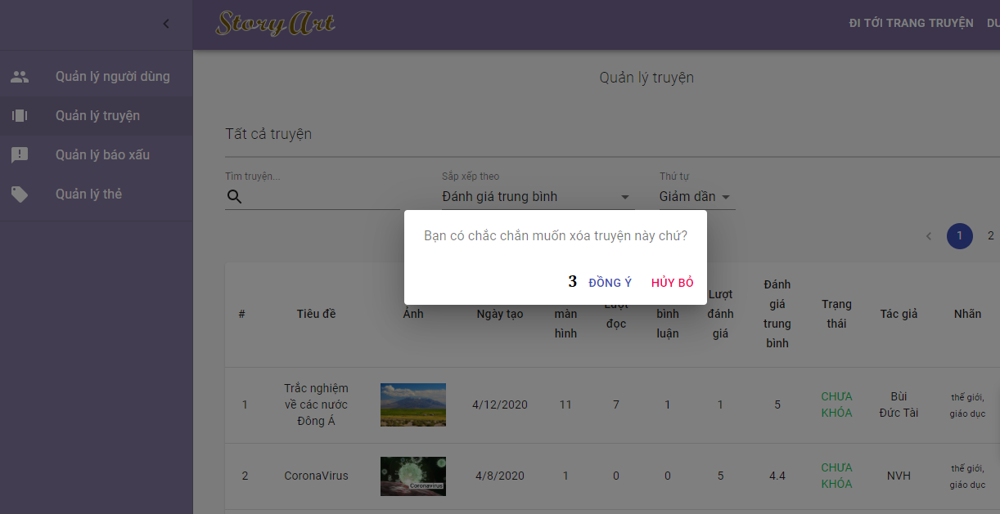 Story Art
ĐI TỚI TRANG TRUYỆN
Quản lý người dùng
Quản lý truyện
Quản lý báo xấu
Quản lý thẻ
Quản lý truyện
Tất cả truyện
Tìm truyện...
Sắp xếp theo
Thứ tự
Đánh giá trung bình
Giảm dần
1 2
Bạn có chắc chắn muốn xóa truyện này chứ?
3 ĐỒNG Ý HỦY BỎ
#
Tiêu đề
Ảnh
Ngày tạo
màn
hình
đọc
bình
luận
Lượt
đánh
giá
Đánh
giá
trung
bình
Trạng
thái
Tác giả
Nhãn
1
Trắc nghiệm
về các nước
Đông Á
4/12/2020
11
7
1
1
5
CHƯA
KHÓA
Bùi
Đức Tài
thế giới,
giáo dục
2
CoronaVirus
Coronavirus
4/8/2020
1
0
0
5
4.4
CHƯA
KHÓA
NVH
thế giới,
giáo dục